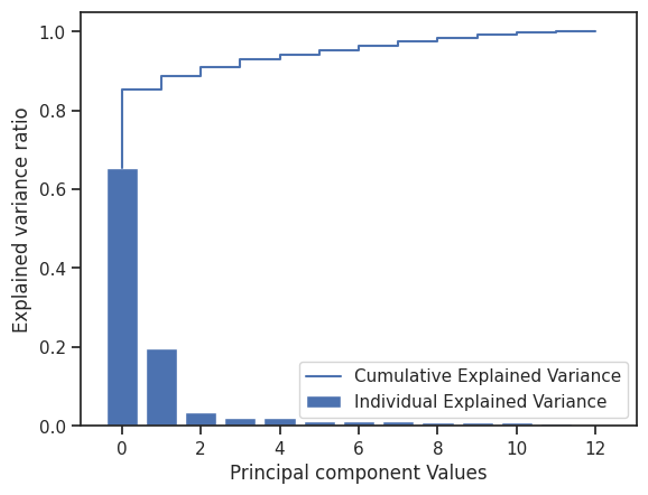 Explained variance ratio
1.0
0.8
0.6
0.4
0.2
0.0
Cumulative Explained Variance
Individual Explained Variance
0 2 4 6 8 10 12
Principal component Values